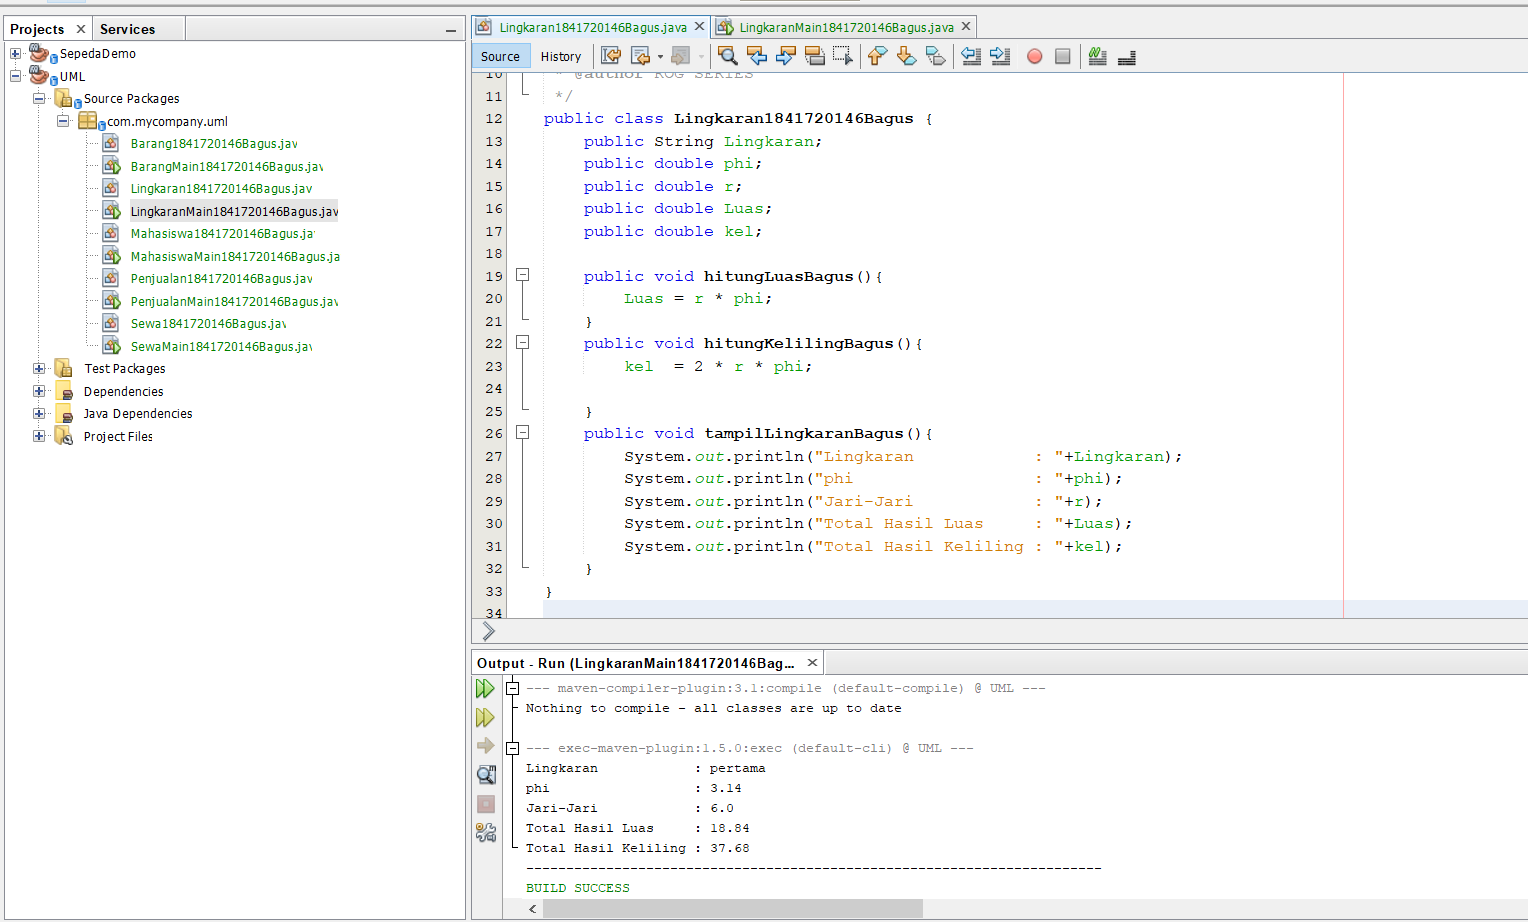 Projects
Services
SepedaDemo
UML
Source Packages
com.mycompany.uml
Barang1841720146Bagus.jav
BarangMain1841720146Bagus.jav
Lingkaran1841720146Bagus.jav
LingkaranMain1841720146Bagus.jav
Mahasiswa1841720146Bagus.ja
MahasiswaMain1841720146Bagus.ja
Penjualan1841720146Bagus.jav
PenjualanMain1841720146Bagus.jav
Sewa1841720146Bagus.jav
SewaMain1841720146Bagus.jav
Test Packages
Dependencies
Java Dependencies
Project Files
Lingkaran1841720146Bagus.java
LingkaranMain1841720146Bagus.java
Source History
10 * @author ROG SERIES
11 */
12 public class Lingkaran1841720146Bagus {
13 public String Lingkaran;
14 public double phi;
15 public double r;
16 public double Luas;
17 public double kel;
18
19 public void hitungLuasBagus(){
20 Luas = r * phi;
21 }
22 public void hitungKelilingBagus(){
23 kel  = 2 * r * phi;
24
25 }
26 public void tampilLingkaranBagus(){
27 System.out.println("Lingkaran            : "+Lingkaran);
28 System.out.println("phi                  : "+phi);
29 System.out.println("Jari-Jari            : "+r);
30 System.out.println("Total Hasil Luas     : "+Luas);
31 System.out.println("Total Hasil Keliling : "+kel);
32 }
33 }
34
Output - Run (LingkaranMain1841720146Bag...
--- maven-compiler-plugin:3.1:compile (default-compile) @ UML ---
Nothing to compile - all classes are up to date
--- exec-maven-plugin:1.5.0:exec (default-cli) @ UML ---
Lingkaran            : pertama
phi                  : 3.14
Jari-Jari            : 6.0
Total Hasil Luas     : 18.84
Total Hasil Keliling : 37.68
------------------------------------------------------------------------
BUILD SUCCESS